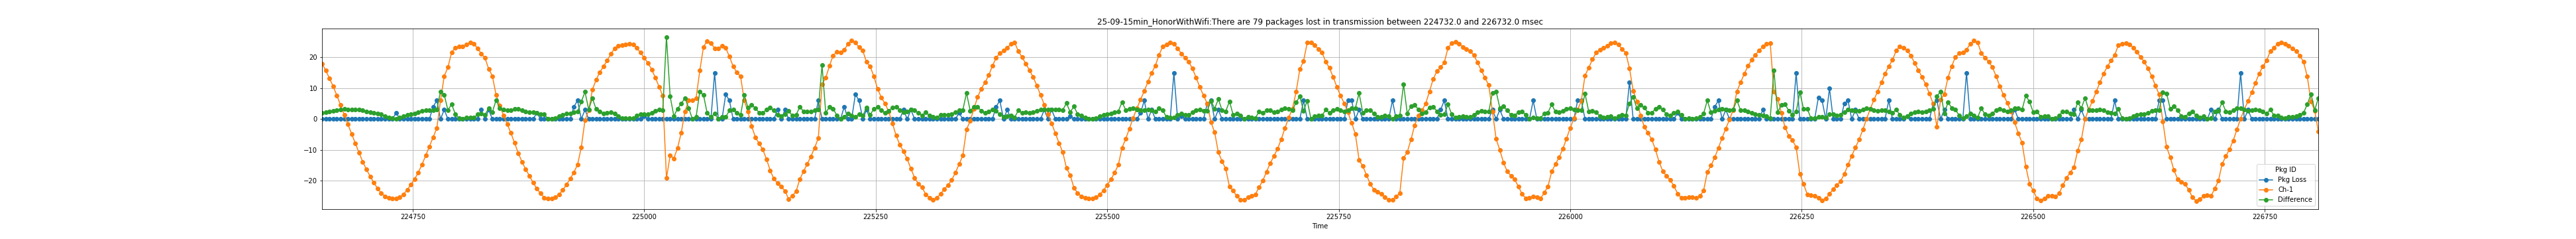 25-09-15min_HonorWithWifi:There are 79 packages lost in transmission between 224732.0 and 226732.0 msec
20
10
0
−10
−20
224750 225000 225250 225500 225750 226000 226250 226500 226750
Time
Pkg ID
Pkg Loss
Ch-1
Difference